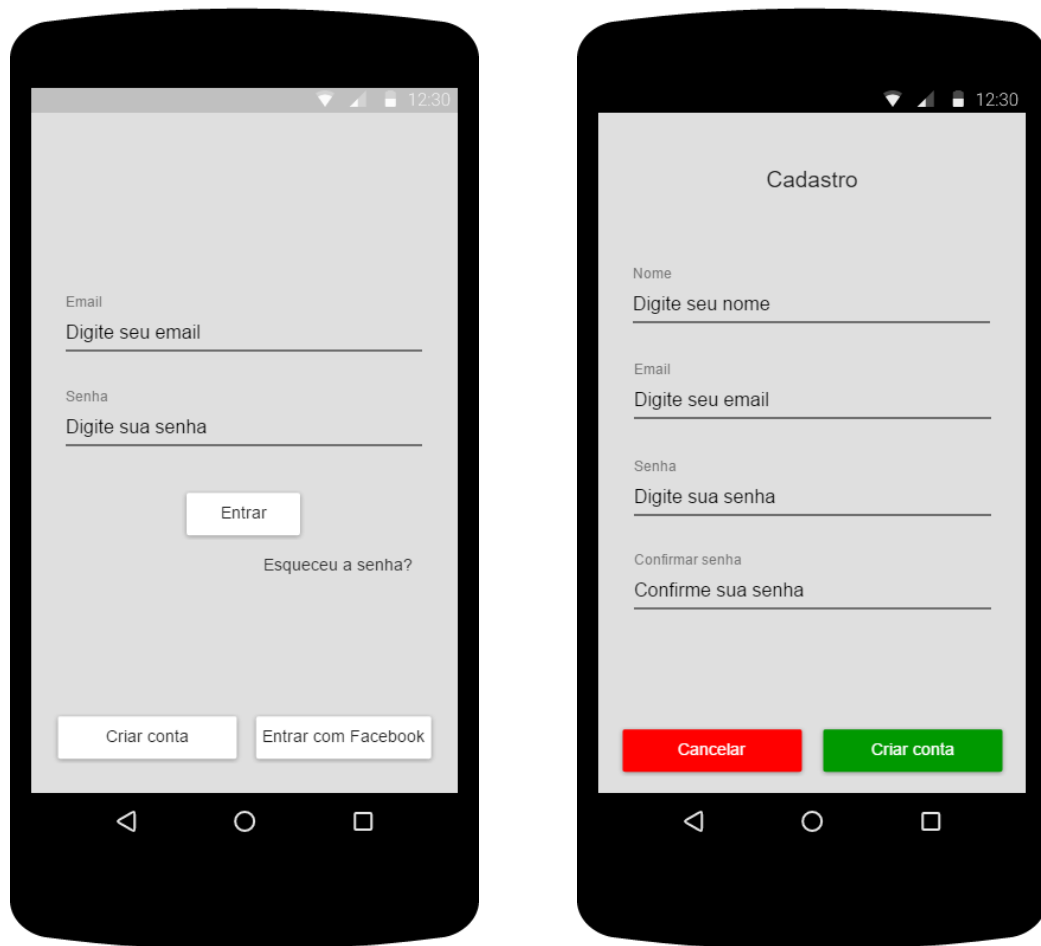 12:30
Email
Digite seu email
Senha
Digite sua senha
Entrar
Esqueceu a senha?
Criar conta
Entrar com Facebook
12:30
Cadastro
Nome
Digite seu nome
Email
Digite seu email
Senha
Digite sua senha
Confirmar senha
Confirme sua senha
Cancelar
Criar conta